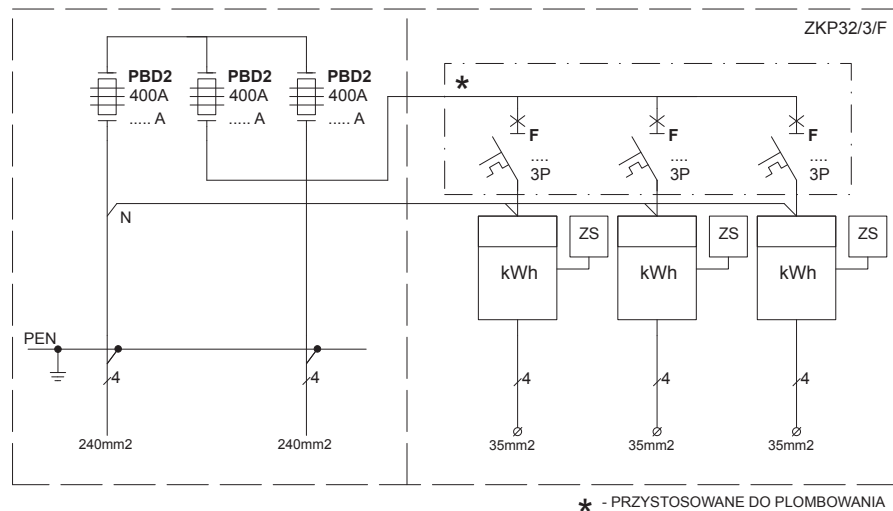 ZKP32/3/F
PBD2
400A
..... A
PBD2
400A
..... A
PBD2
400A
..... A
*
F
....
3P
F
....
3P
F
....
3P
N
kWh
ZS
kWh
ZS
kWh
ZS
PEN
4
4
4
4
4
240mm2
240mm2
35mm2
35mm2
35mm2
* - PRZYSTOSOWANE DO PLOMBOWANIA